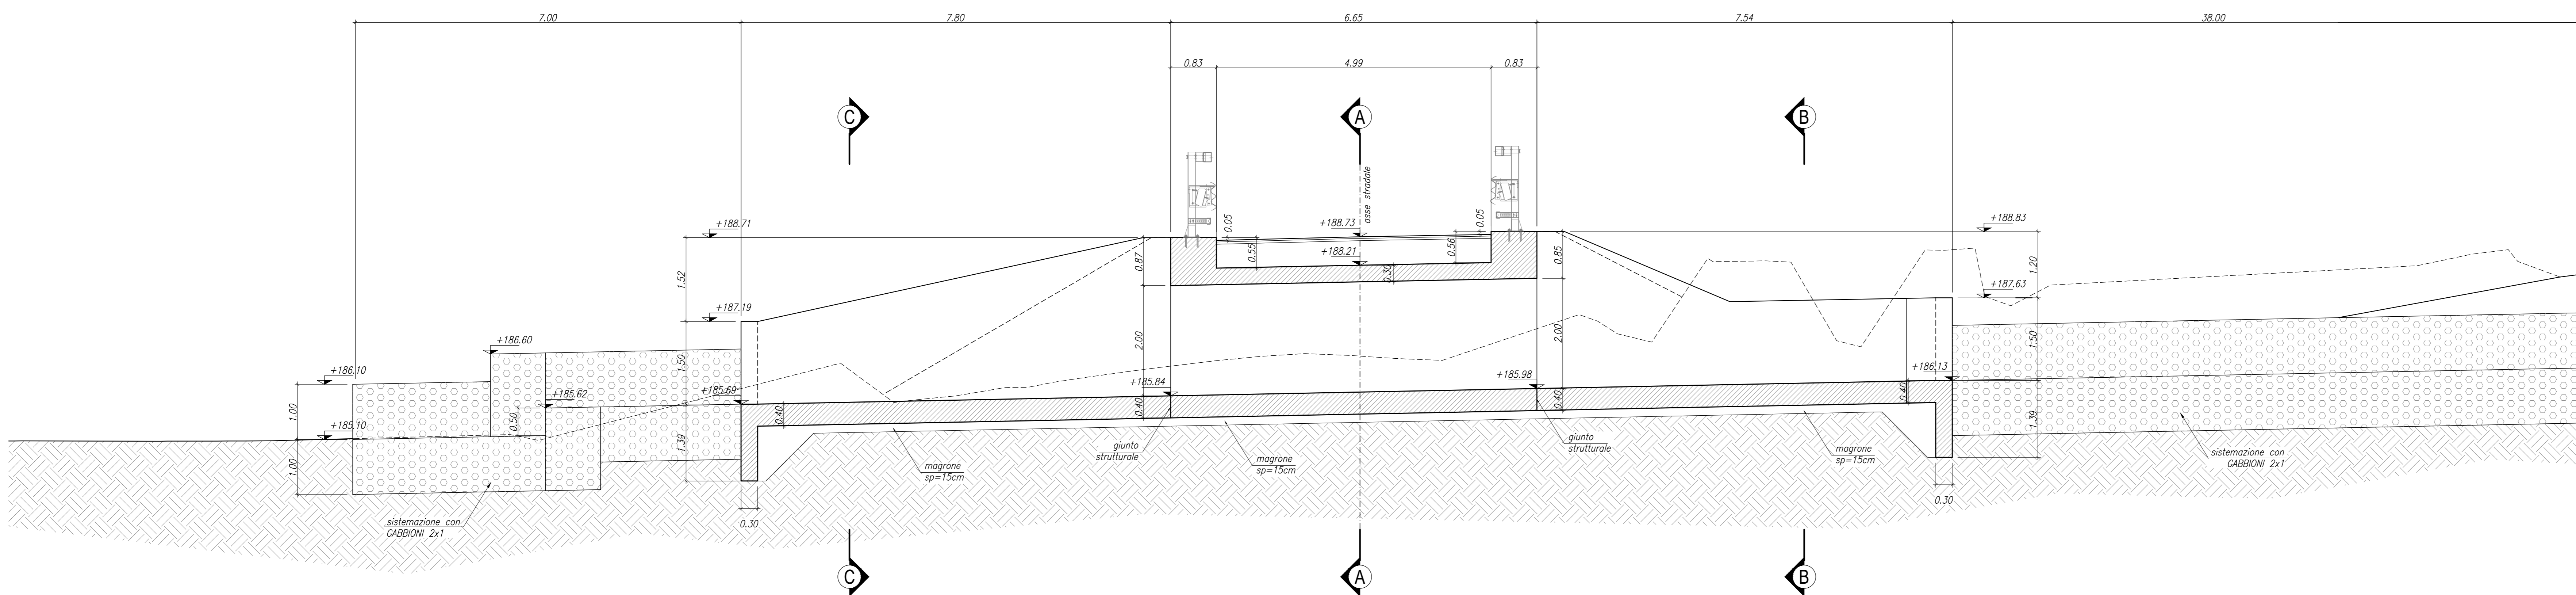 7.00
7.80
6.65
7.54
38.00
0.83
4.99
0.83
C
A
B
asse stradale
+188.71
+188.73
0.05
0.05
+188.83
0.55
0.56
+188.21
0.30
0.87
0.85
1.52
1.20
+187.19
+187.63
+186.60
2.00
2.00
1.50
1.50
+186.10
+185.62
+185.69
+185.84
+185.98
+186.13
1.00
0.50
0.40
0.40
0.40
0.40
+185.10
1.39
1.39
1.00
giunto
strutturale
giunto
strutturale
magrone
sp=15cm
magrone
sp=15cm
magrone
sp=15cm
sistemazione con
GABBIONI 2x1
sistemazione con
GABBIONI 2x1
0.30
0.30
C
A
B